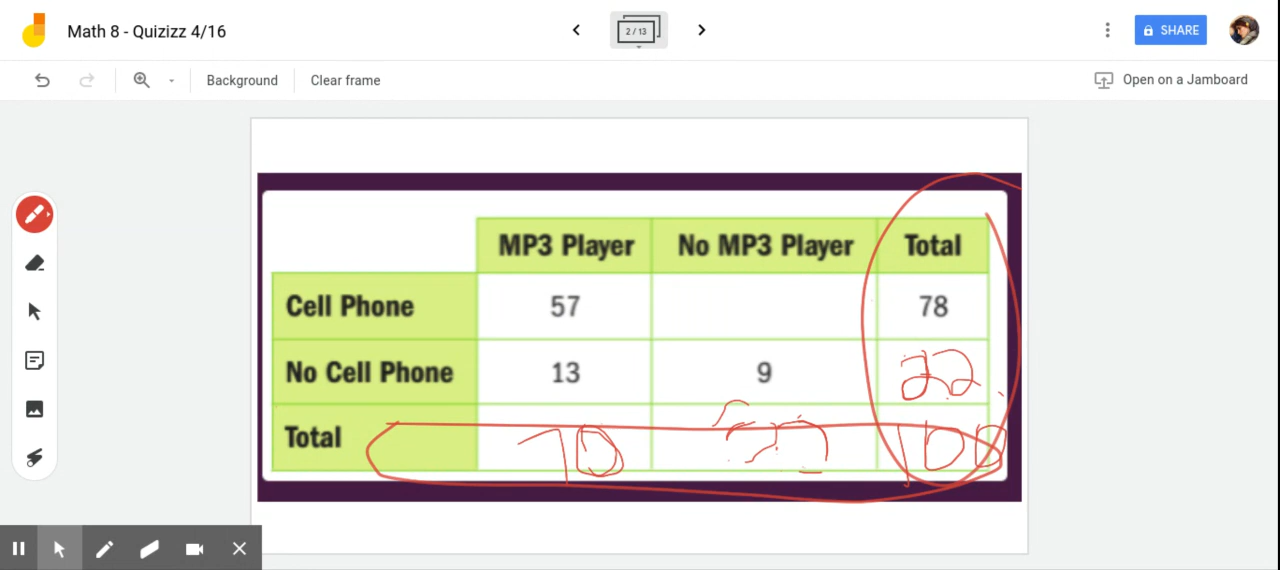 Math 8 - Quizizz 4/16
2 / 13
SHARE
Background
Clear frame
Open on a Jamboard
MP3 Player No MP3 Player Total
Cell Phone 57 78
No Cell Phone 13 9 22
Total 70 100